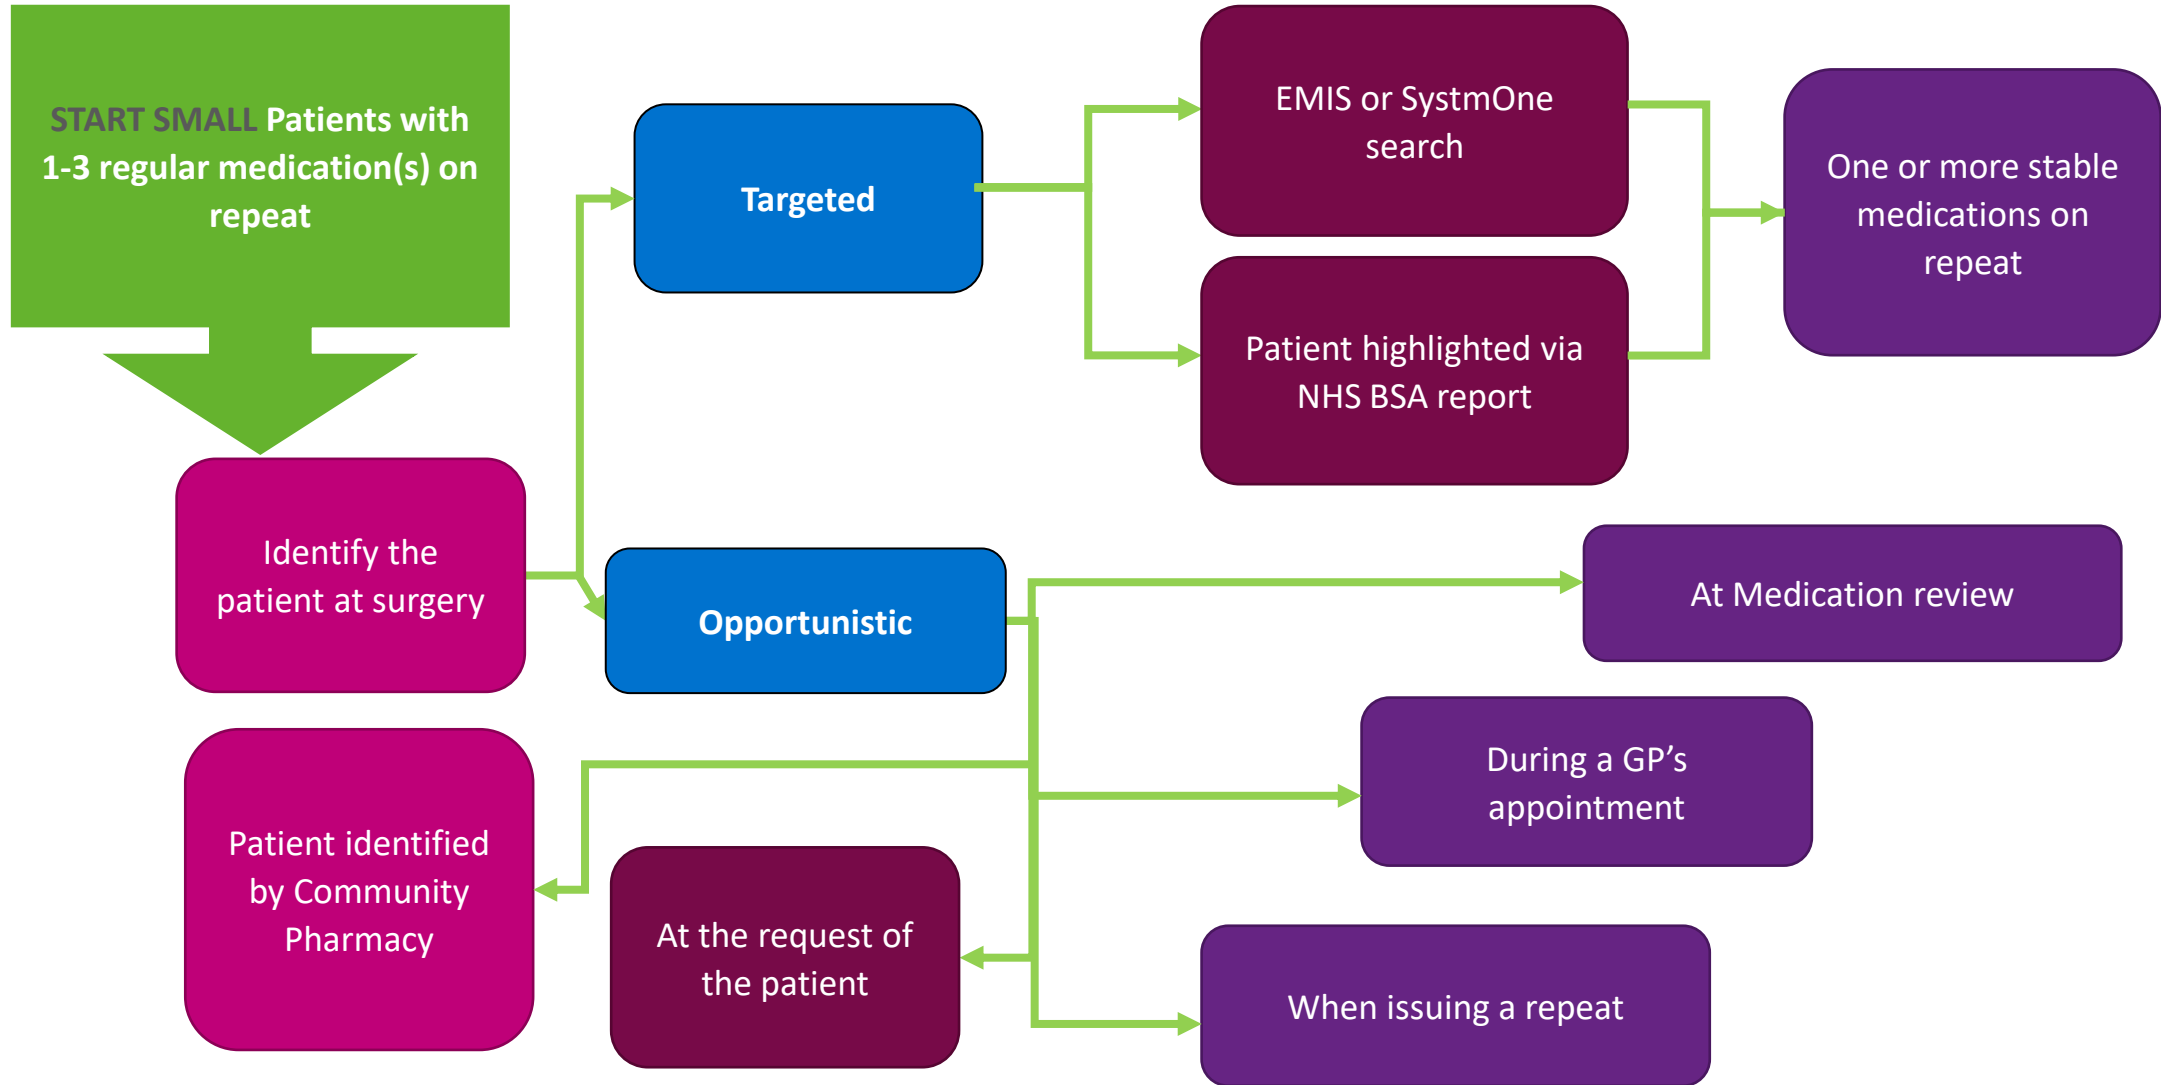 START SMALL Patients with
1-3 regular medication(s) on
repeat
Targeted
EMIS or SystmOne
search
Patient highlighted via
NHS BSA report
One or more stable
medications on
repeat
Identify the
patient at surgery
Opportunistic
At Medication review
During a GP’s
appointment
Patient identified
by Community
Pharmacy
At the request of
the patient
When issuing a repeat